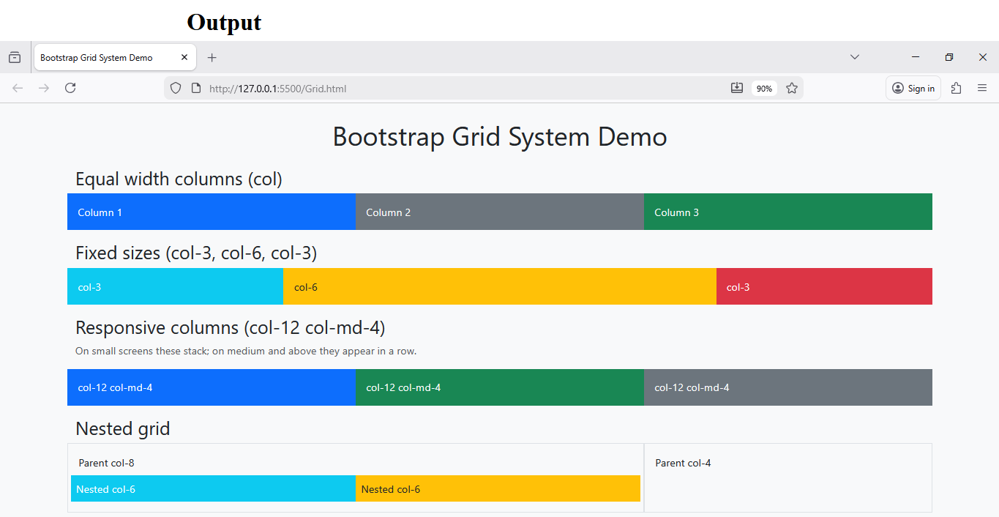 Output
Bootstrap Grid System Demo
http://127.0.0.1:5500/Grid.html
90%
Sign in
Bootstrap Grid System Demo
Equal width columns (col)
Column 1 Column 2 Column 3
Fixed sizes (col-3, col-6, col-3)
col-3 col-6 col-3
Responsive columns (col-12 col-md-4)
On small screens these stack; on medium and above they appear in a row.
col-12 col-md-4 col-12 col-md-4 col-12 col-md-4
Nested grid
Parent col-8 Parent col-4
Nested col-6 Nested col-6